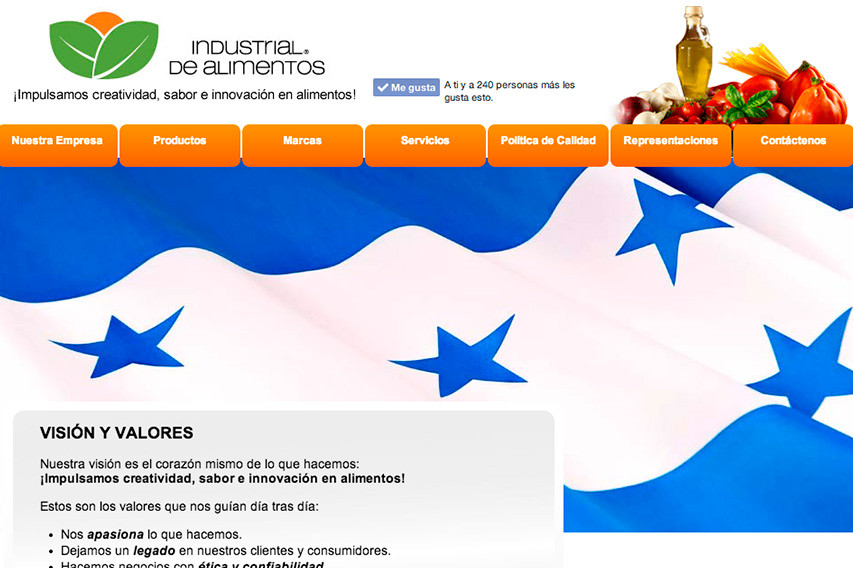 INDUSTRIAL®
DE ALIMENTOS
¡Impulsamos creatividad, sabor e innovación en alimentos!
Me gusta
A ti y a 240 personas más les
gusta esto.
Nuestra Empresa
Productos
Marcas
Servicios
Política de Calidad
Representaciones
Contáctenos
VISIÓN Y VALORES
Nuestra visión es el corazón mismo de lo que hacemos:
¡Impulsamos creatividad, sabor e innovación en alimentos!
Estos son los valores que nos guían día tras día:
• Nos apasiona lo que hacemos.
• Dejamos un legado en nuestros clientes y consumidores.
• Hacemos negocios con ética y confiabilidad